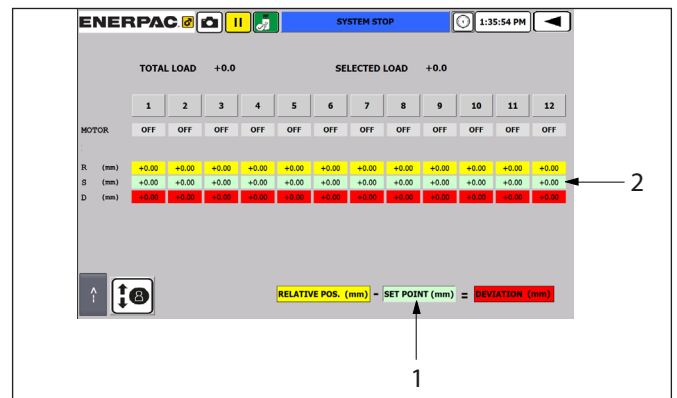 ENERPAC. SYSTEM STOP 1:35:54 PM
TOTAL LOAD +0.0 SELECTED LOAD +0.0
1 2 3 4 5 6 7 8 9 10 11 12
MOTOR OFF OFF OFF OFF OFF OFF OFF OFF OFF OFF OFF OFF
R (mm) +0.00 +0.00 +0.00 +0.00 +0.00 +0.00 +0.00 +0.00 +0.00 +0.00 +0.00 +0.00
S (mm) +0.00 +0.00 +0.00 +0.00 +0.00 +0.00 +0.00 +0.00 +0.00 +0.00 +0.00 +0.00 2
D (mm) +0.00 +0.00 +0.00 +0.00 +0.00 +0.00 +0.00 +0.00 +0.00 +0.00 +0.00 +0.00
RELATIVE POS. (mm) - SET POINT (mm) = DEVIATION (mm)
1